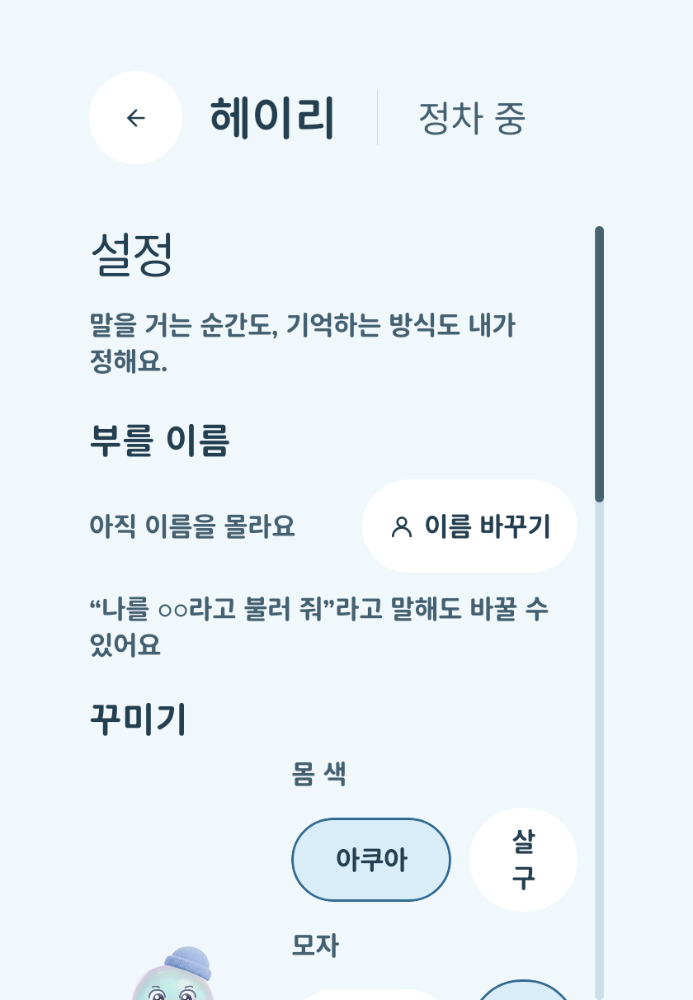 헤이리
정차 중
설정
말을 거는 순간도, 기억하는 방식도 내가
정해요.
부를 이름
아직 이름을 몰라요
이름 바꾸기
“나를 ○○라고 불러 줘”라고 말해도 바꿀 수
있어요
꾸미기
몸 색
아쿠아
살
구
모자